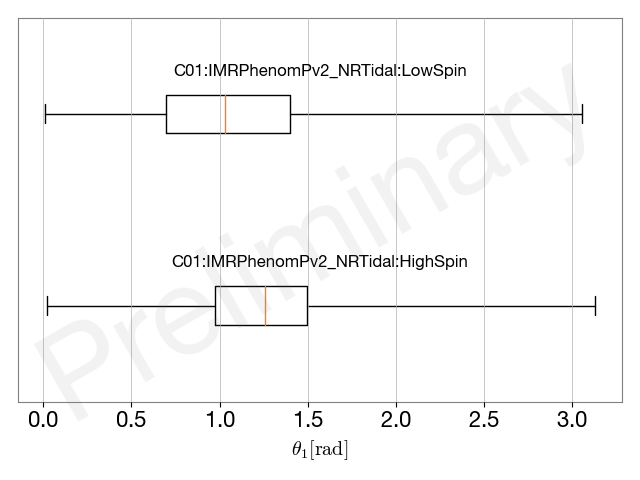 C01:IMRPhenomPv2_NRTidal:LowSpin
Preliminary
C01:IMRPhenomPv2_NRTidal:HighSpin
0.0 0.5 1.0 1.5 2.0 2.5 3.0
θ₁[rad]